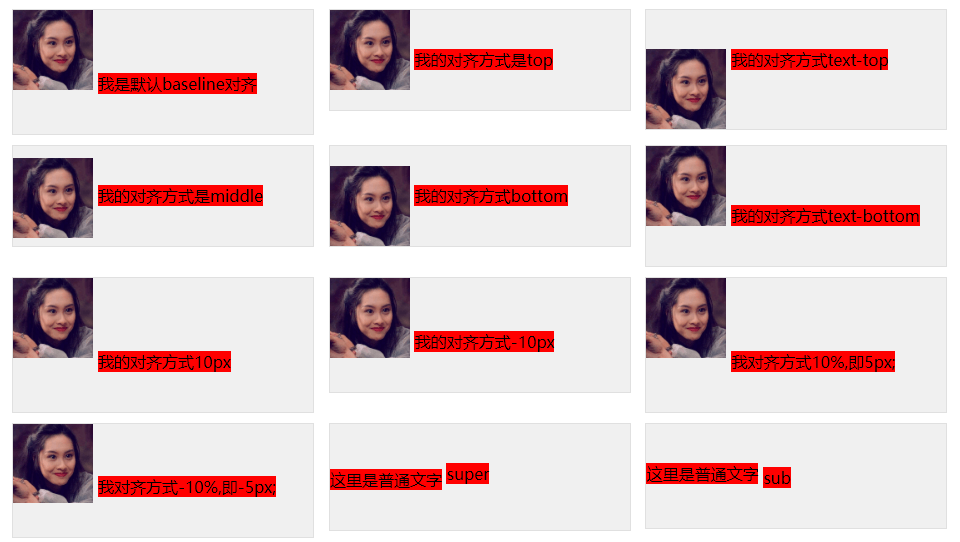 我是默认baseline对齐
我的对齐方式是top
我的对齐方式text-top
我的对齐方式是middle
我的对齐方式bottom
我的对齐方式text-bottom
我的对齐方式10px
我的对齐方式-10px
我对齐方式10%,即5px;
我对齐方式-10%,即-5px;
这里是普通文字 super
这里是普通文字 sub